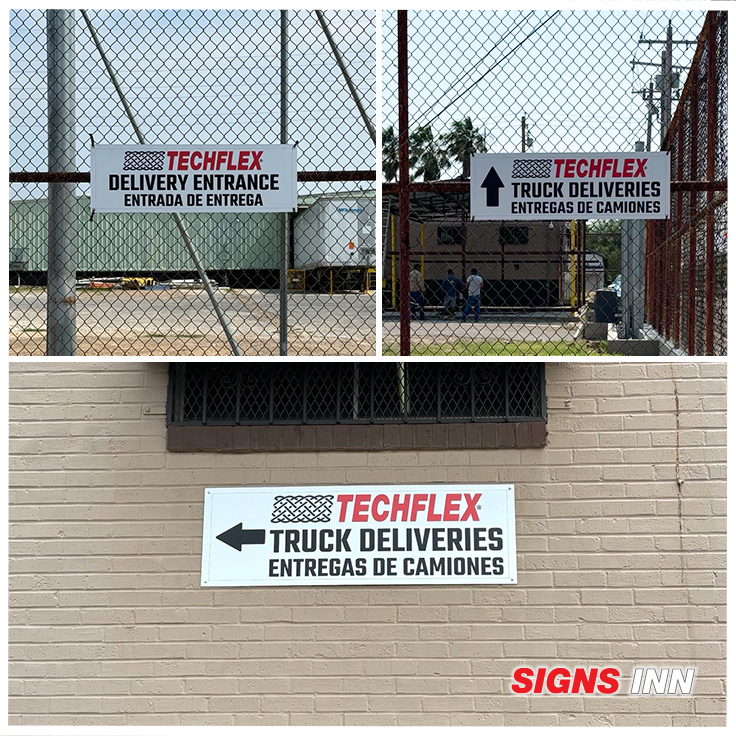 TECHFLEX
DELIVERY ENTRANCE
ENTRADA DE ENTREGA
TECHFLEX
TRUCK DELIVERIES
ENTREGAS DE CAMIONES
TECHFLEX®
TRUCK DELIVERIES
ENTREGAS DE CAMIONES
SIGNS INN